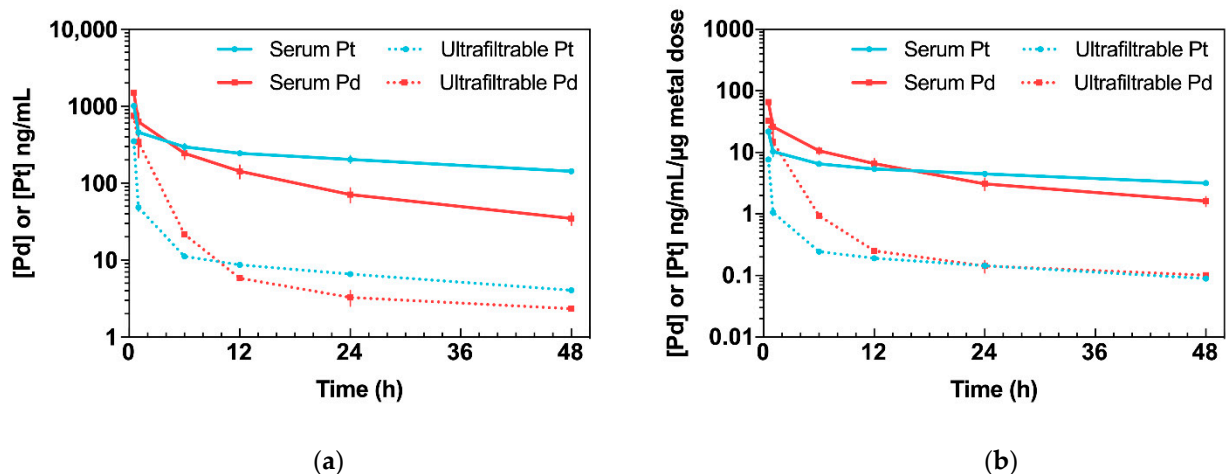 [Pd] or [Pt] ng/mL
10,000
1000
100
10
1
Serum Pt
Ultrafiltrable Pt
Serum Pd
Ultrafiltrable Pd
0
12
24
36
48
Time (h)
(a)
[Pd] or [Pt] ng/mL/µg metal dose
1000
100
10
1
0.1
0.01
Serum Pt
Ultrafiltrable Pt
Serum Pd
Ultrafiltrable Pd
0
12
24
36
48
Time (h)
(b)